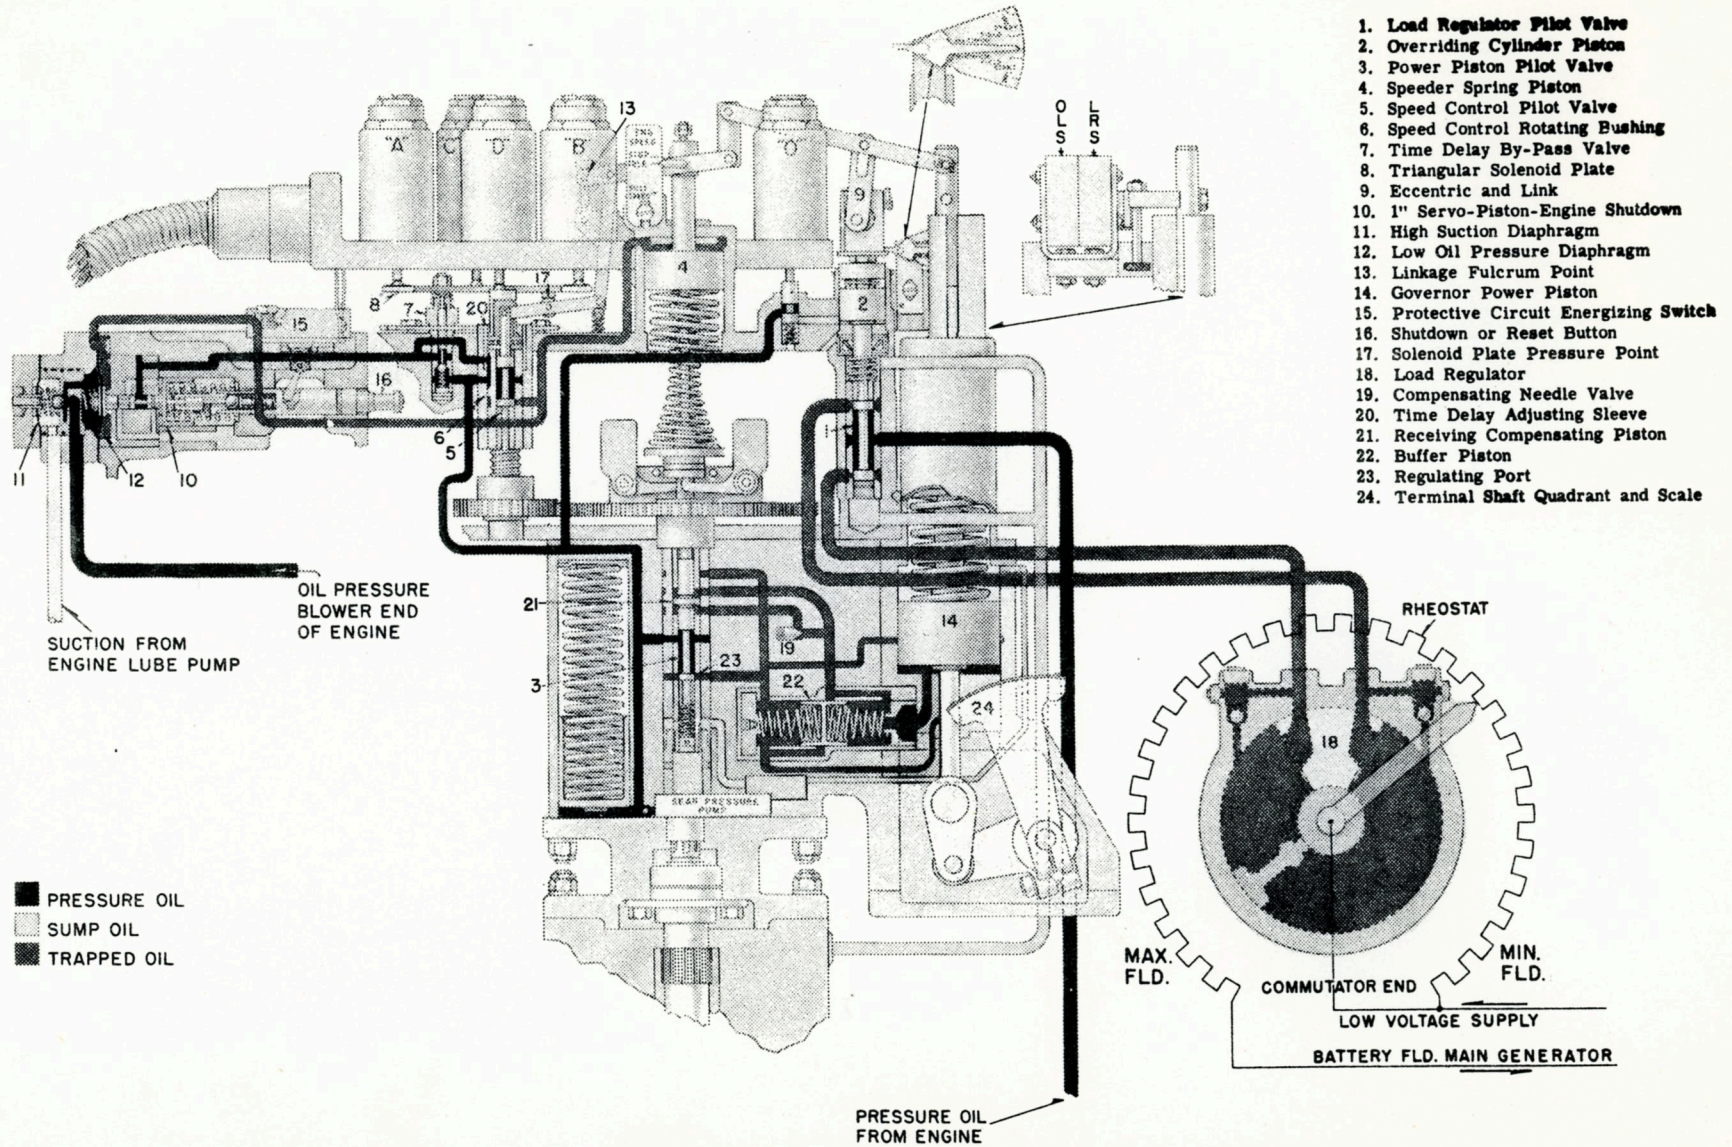 1. Load Regulator Pilot Valve
2. Overriding Cylinder Piston
3. Power Piston Pilot Valve
4. Speeder Spring Piston
5. Speed Control Pilot Valve
6. Speed Control Rotating Bushing
7. Time Delay By-Pass Valve
8. Triangular Solenoid Plate
9. Eccentric and Link
10. 1" Servo-Piston-Engine Shutdown
11. High Suction Diaphragm
12. Low Oil Pressure Diaphragm
13. Linkage Fulcrum Point
14. Governor Power Piston
15. Protective Circuit Energizing Switch
16. Shutdown or Reset Button
17. Solenoid Plate Pressure Point
18. Load Regulator
19. Compensating Needle Valve
20. Time Delay Adjusting Sleeve
21. Receiving Compensating Piston
22. Buffer Piston
23. Regulating Port
24. Terminal Shaft Quadrant and Scale
OLS
LRS
"A"
C"
"D"
"B"
"O"
13
ENG
SPEED
STOP
9
4
2
8
7
20
17
15
16
6
5
1
11
12
10
21
3
19
23
22
14
24
18
OIL PRESSURE
BLOWER END
OF ENGINE
SUCTION FROM
ENGINE LUBE PUMP
RHEOSTAT
PRESSURE
PUMP
PRESSURE OIL
SUMP OIL
TRAPPED OIL
MAX.
FLD.
MIN.
FLD.
COMMUTATOR END
LOW VOLTAGE SUPPLY
BATTERY FLD. MAIN GENERATOR
PRESSURE OIL
FROM ENGINE